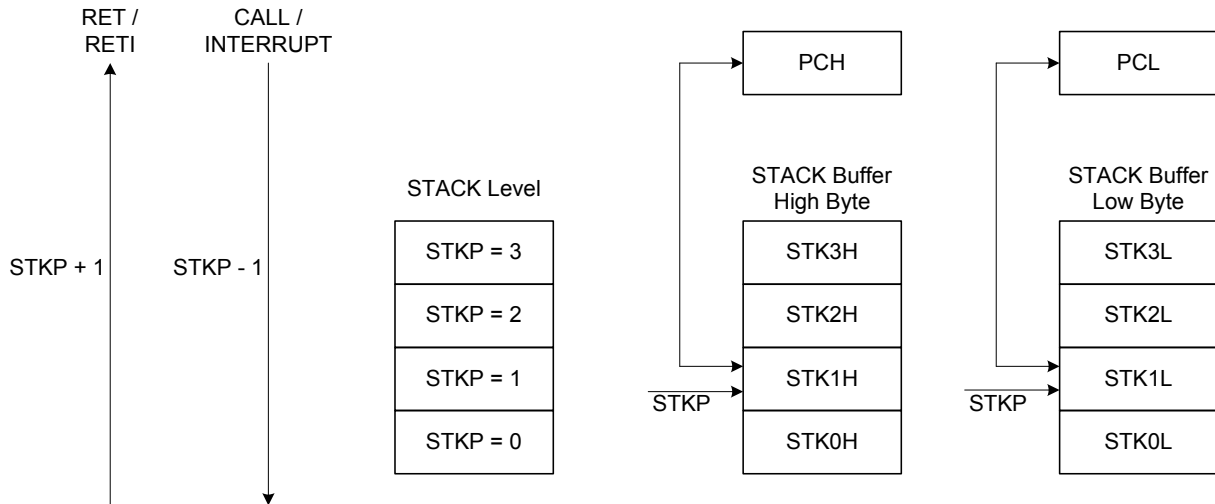 RET /
RETI
CALL /
INTERRUPT
STKP + 1
STKP - 1
STACK Level
STKP = 3
STKP = 2
STKP = 1
STKP = 0
PCH
STACK Buffer
High Byte
STK3H
STK2H
STK1H
STK0H
STKP
PCL
STACK Buffer
Low Byte
STK3L
STK2L
STK1L
STK0L
STKP